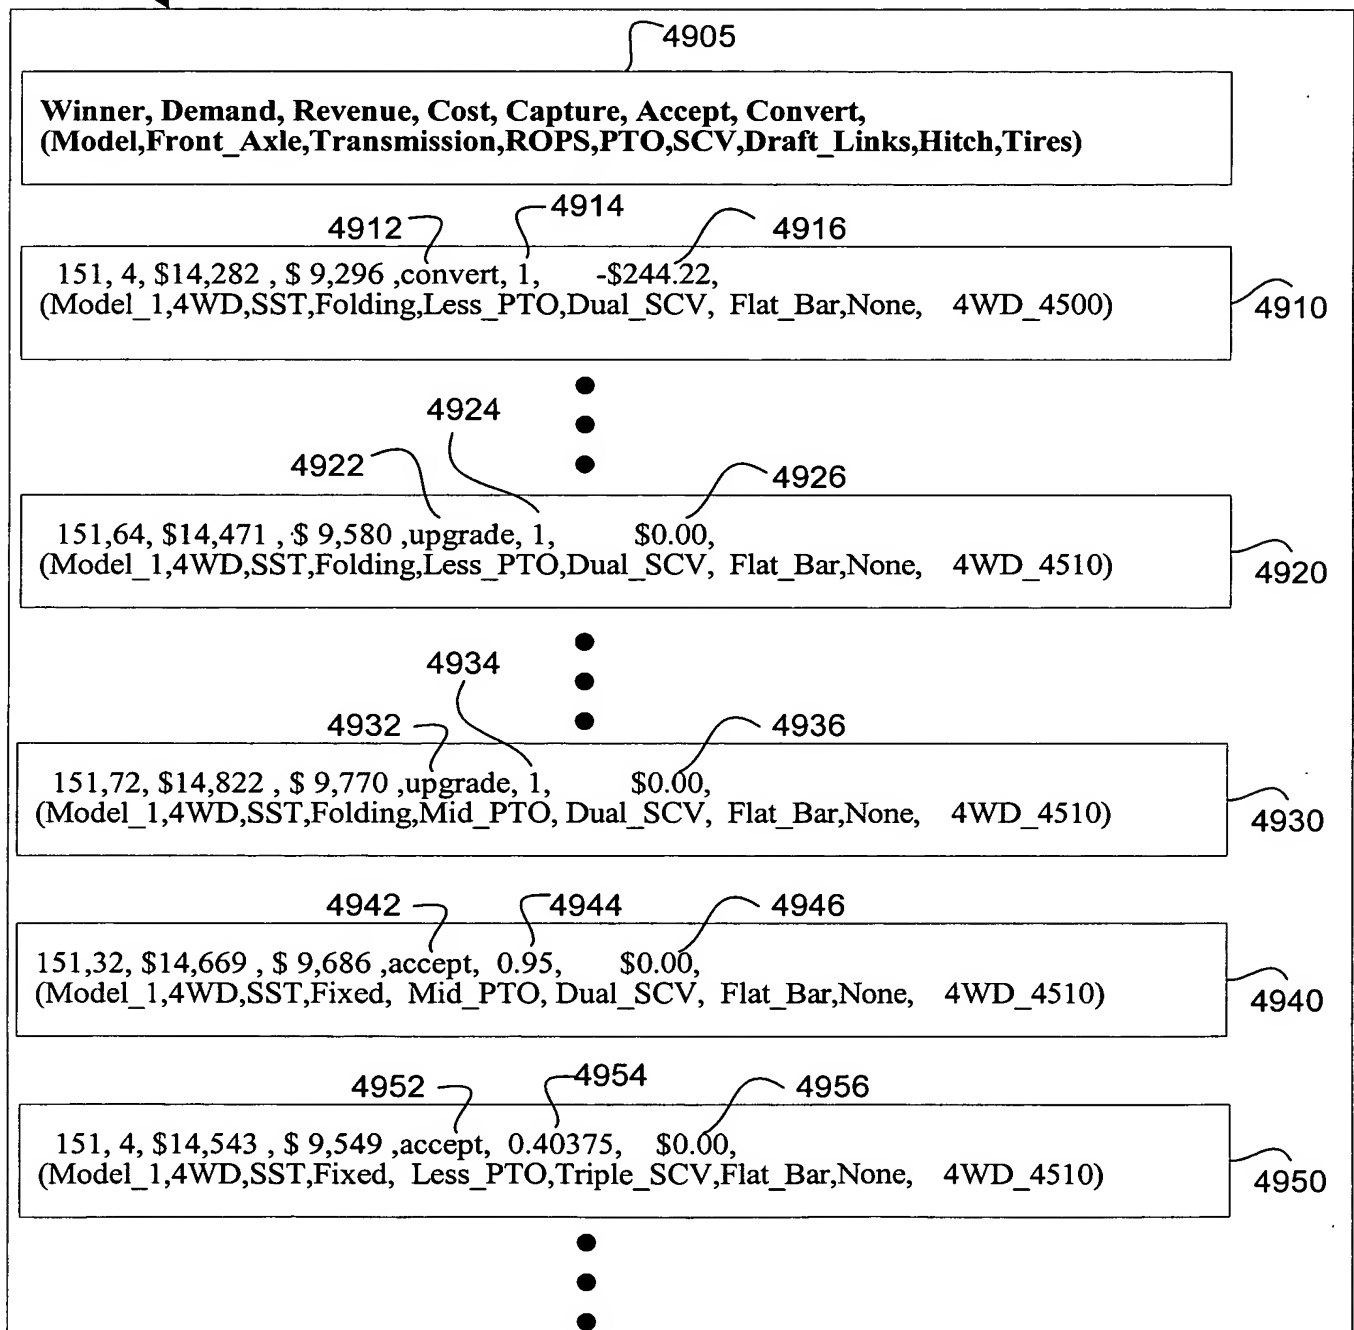 4905
Winner, Demand, Revenue, Cost, Capture, Accept, Convert,
(Model,Front_Axle,Transmission,ROPS,PTO,SCV,Draft_Links,Hitch,Tires)
4912 4914 4916
151, 4, $14,282 , $ 9,296 ,convert, 1, -$244.22,
(Model_1,4WD,SST,Folding,Less_PTO,Dual_SCV, Flat_Bar,None, 4WD_4500)
4910
4924
4922 4926
151,64, $14,471 , $ 9,580 ,upgrade, 1, $0.00,
(Model_1,4WD,SST,Folding,Less_PTO,Dual_SCV, Flat_Bar,None, 4WD_4510)
4920
4934
4932 4936
151,72, $14,822 , $ 9,770 ,upgrade, 1, $0.00,
(Model_1,4WD,SST,Folding,Mid_PTO, Dual_SCV, Flat_Bar,None, 4WD_4510)
4930
4942 4944 4946
151,32, $14,669 , $ 9,686 ,accept, 0.95, $0.00,
(Model_1,4WD,SST,Fixed, Mid_PTO, Dual_SCV, Flat_Bar,None, 4WD_4510)
4940
4952 4954 4956
151, 4, $14,543 , $ 9,549 ,accept, 0.40375, $0.00,
(Model_1,4WD,SST,Fixed, Less_PTO,Triple_SCV,Flat_Bar,None, 4WD_4510)
4950